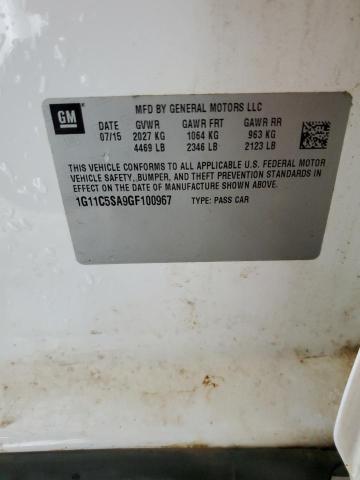 GM
MFD BY GENERAL MOTORS LLC
DATE GVWR GAWR FRT GAWR RR
07/15 2027 KG 1064 KG 963 KG
4469 LB 2346 LB 2123 LB
THIS VEHICLE CONFORMS TO ALL APPLICABLE U.S. FEDERAL MOTOR
VEHICLE SAFETY, BUMPER, AND THEFT PREVENTION STANDARDS IN
EFFECT ON THE DATE OF MANUFACTURE SHOWN ABOVE.
1G11C5SA9GF100967 TYPE: PASS CAR